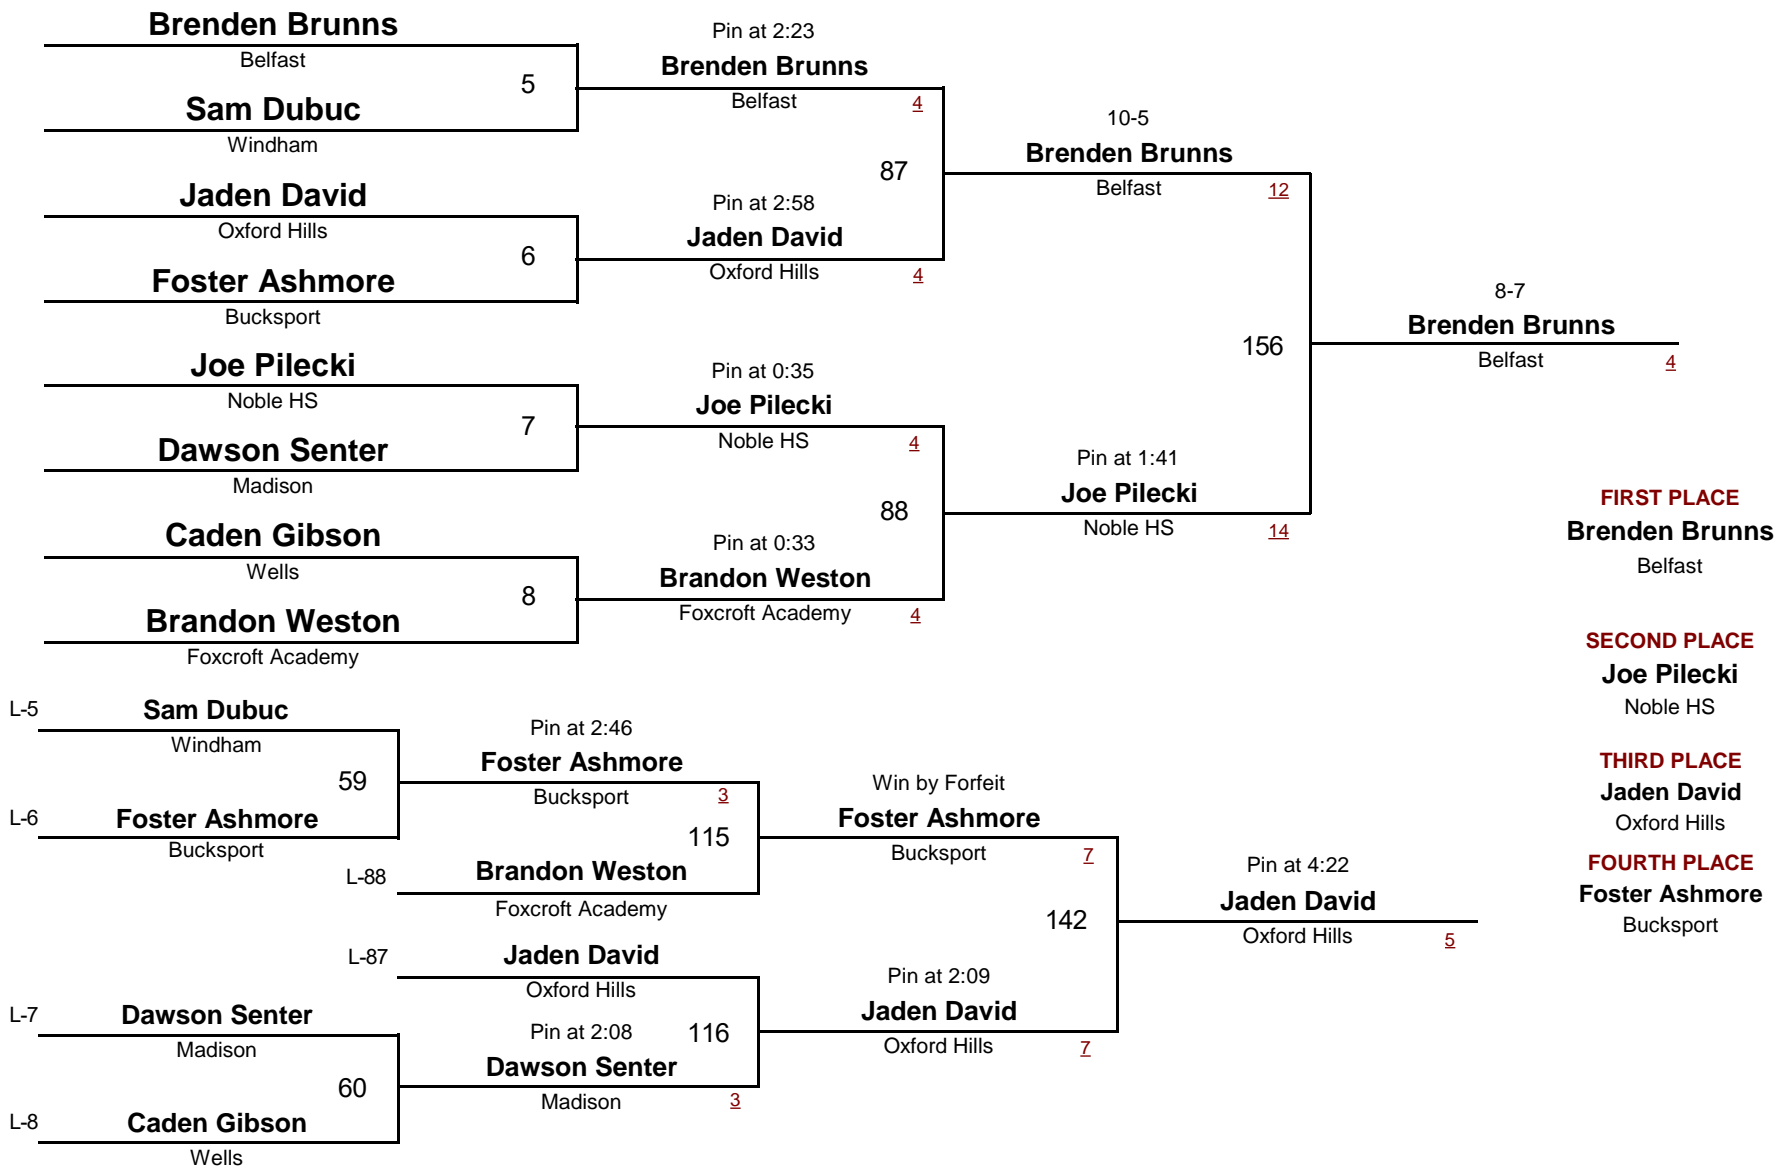 Brenden Brunns
Belfast
5
Sam Dubuc
Windham
Jaden David
Oxford Hills
6
Foster Ashmore
Bucksport
Joe Pilecki
Noble HS
7
Dawson Senter
Madison
Caden Gibson
Wells
8
Brandon Weston
Foxcroft Academy
Pin at 2:23
Brenden Brunns
Belfast
4
87
Pin at 2:58
Jaden David
Oxford Hills
4
Pin at 0:35
Joe Pilecki
Noble HS
4
88
Pin at 0:33
Brandon Weston
Foxcroft Academy
4
10-5
Brenden Brunns
Belfast
12
156
Pin at 1:41
Joe Pilecki
Noble HS
14
8-7
Brenden Brunns
Belfast
4
FIRST PLACE
Brenden Brunns
Belfast
SECOND PLACE
Joe Pilecki
Noble HS
THIRD PLACE
Jaden David
Oxford Hills
FOURTH PLACE
Foster Ashmore
Bucksport
L-5
Sam Dubuc
Windham
59
L-6
Foster Ashmore
Bucksport
Pin at 2:46
Foster Ashmore
Bucksport
3
115
L-88
Brandon Weston
Foxcroft Academy
L-87
Jaden David
Oxford Hills
116
Pin at 2:08
Dawson Senter
Madison
3
L-7
Dawson Senter
Madison
60
L-8
Caden Gibson
Wells
Win by Forfeit
Foster Ashmore
Bucksport
7
142
Pin at 2:09
Jaden David
Oxford Hills
7
Pin at 4:22
Jaden David
Oxford Hills
5